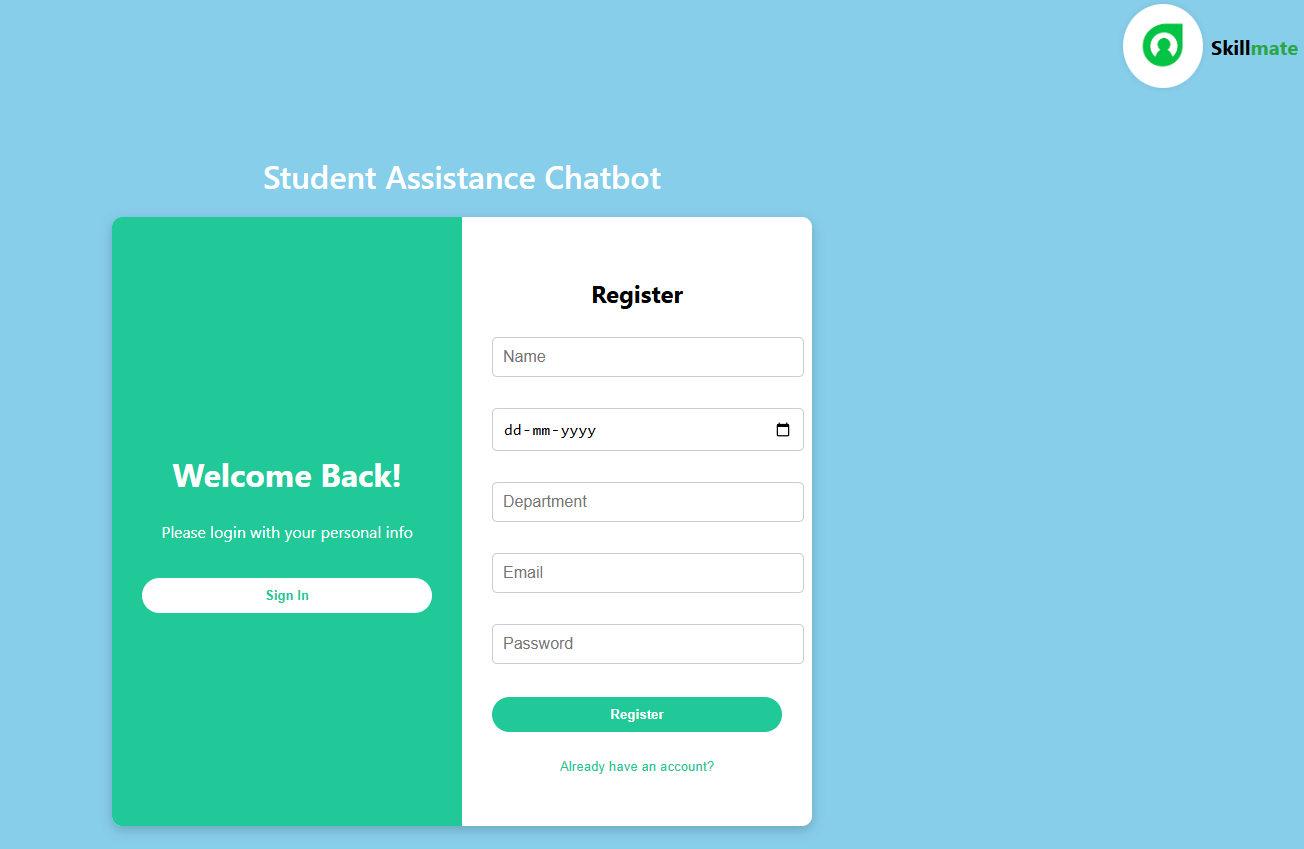 Skillmate
Student Assistance Chatbot
Welcome Back!
Please login with your personal info
Sign In
Register
Name
dd-mm-yyyy
Department
Email
Password
Register
Already have an account?